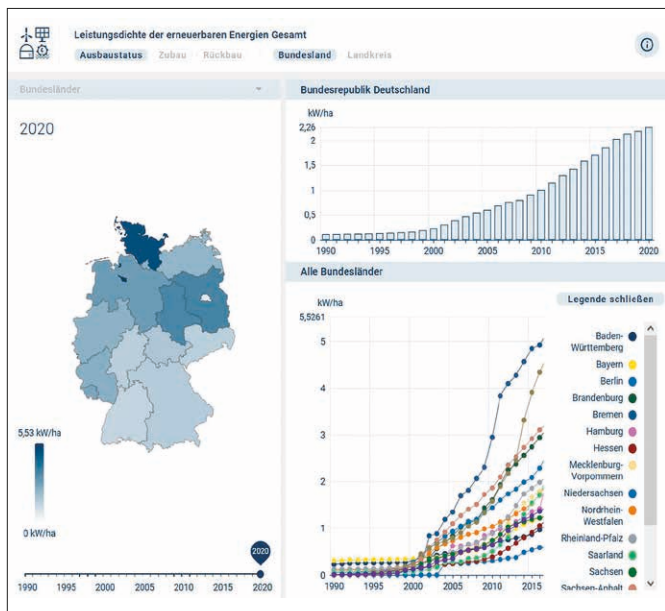 Leistungsdichte der erneuerbaren Energien Gesamt
Ausbaustatus Zubau Rückbau Bundesland Landkreis
Bundesländer
2020
5,53 kW/ha
0 kW/ha
2020
1990 1995 2000 2005 2010 2015 2020
Bundesrepublik Deutschland
kW/ha
2,26
2
1,5
1
0,5
0
1990 1995 2000 2005 2010 2015 2020
Alle Bundesländer
kW/ha
5,5261
5
4
3
2
1
0
1990 1995 2000 2005 2010 2015
Legende schließen
Baden-
Württemberg
Bayern
Berlin
Brandenburg
Bremen
Hamburg
Hessen
Mecklenburg-
Vorpommern
Niedersachsen
Nordrhein-
Westfalen
Rheinland-Pfalz
Saarland
Sachsen
Sachsen-Anhalt